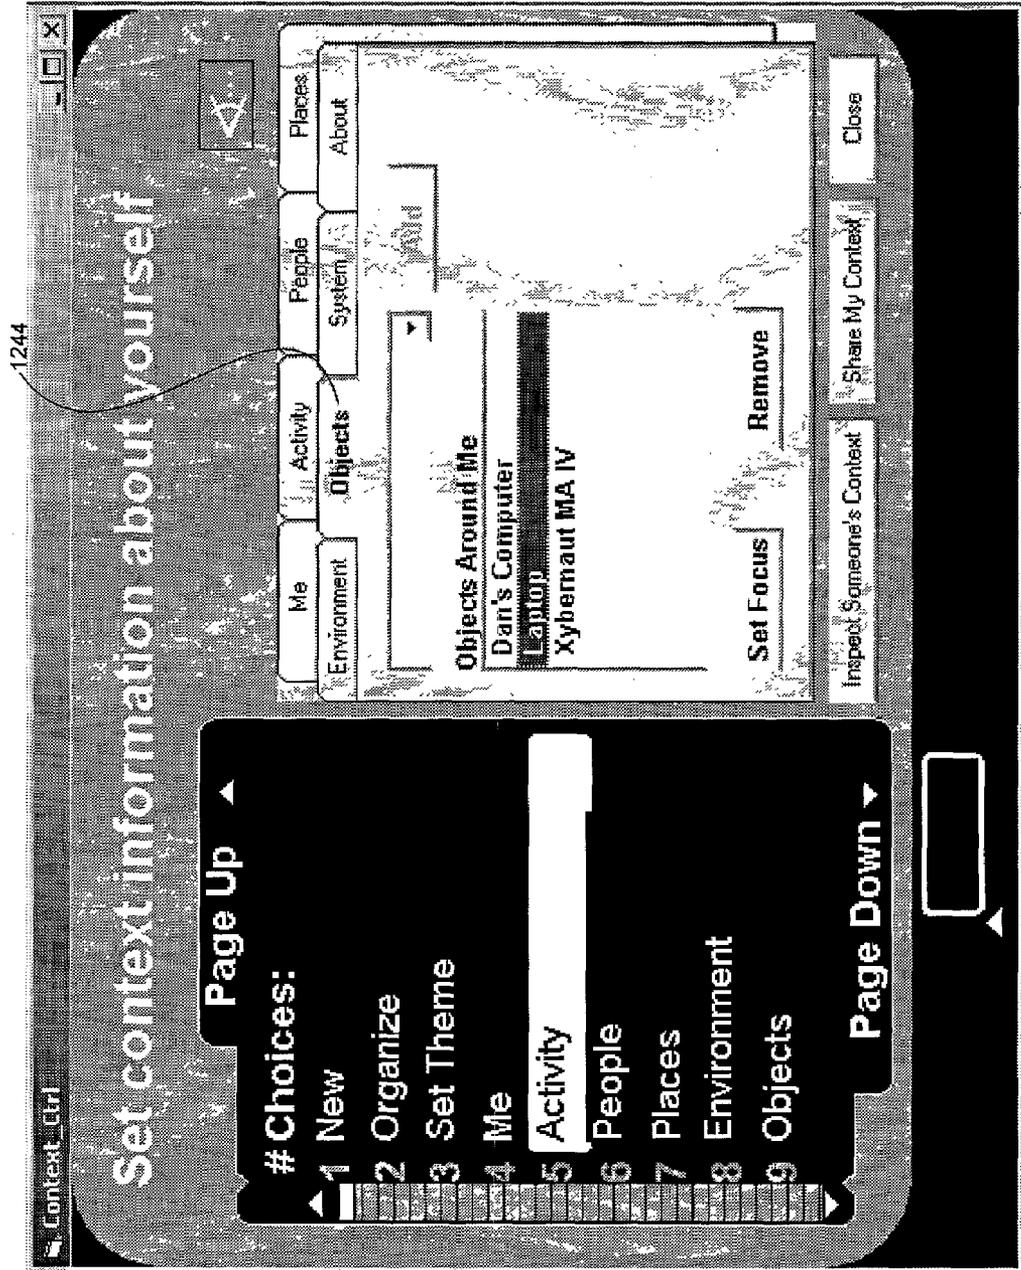 1244
Context_Ctrl
Set context information about yourself
Page Up
# Choices:
1 New
2 Organize
3 Set Theme
4 Me
5 Activity
6 People
7 Places
8 Environment
9 Objects
Page Down
Me Activity People Places
Environment Objects System About
Add
Objects Around Me
Dan's Computer
Laptop
Xybernaut MA IV
Set Focus Remove
Inspect Someone's Context Share My Context Close